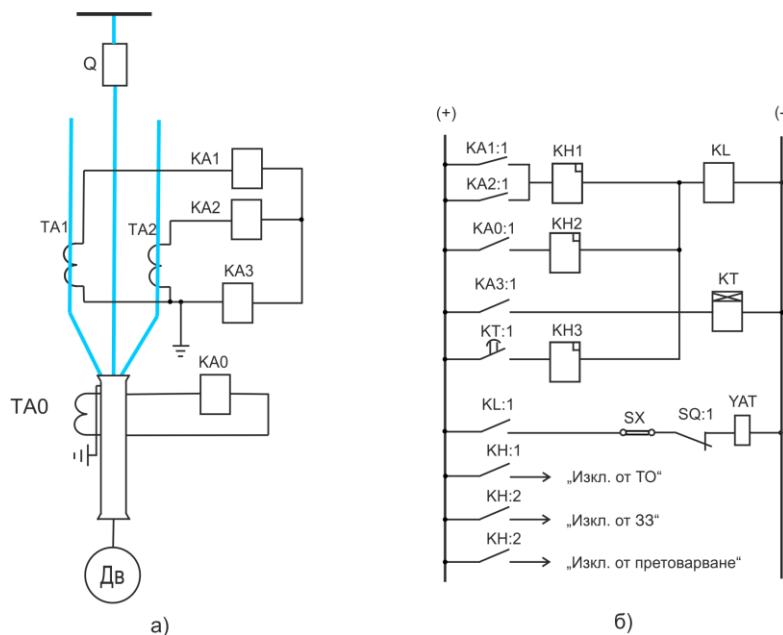 Q
KA1
KA2
TA1
TA2
KA3
KA0
TA0
Дв
а)
(+)
(-)
KA1:1
KH1
KL
KA2:1
KA0:1
KH2
KA3:1
KT
KT:1
KH3
KL:1
SX
SQ:1
YAT
KH:1
„Изкл. от ТО“
KH:2
„Изкл. от ЗЗ“
KH:2
„Изкл. от претоварване“
б)